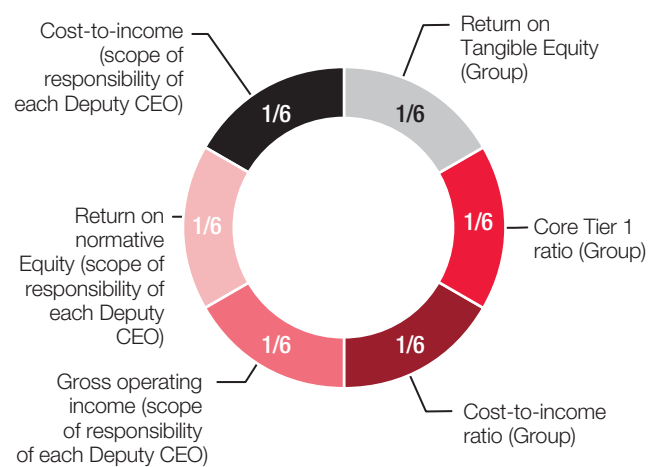 Cost-to-income
(scope of
responsibility of
each Deputy CEO)
1/6
Return on
Tangible Equity
(Group)
1/6
Core Tier 1
ratio (Group)
1/6
Cost-to-income
ratio (Group)
1/6
Gross operating
income (scope
of responsibility
of each Deputy CEO)
1/6
Return on
normative
Equity (scope of
responsibility of
each Deputy
CEO)
1/6